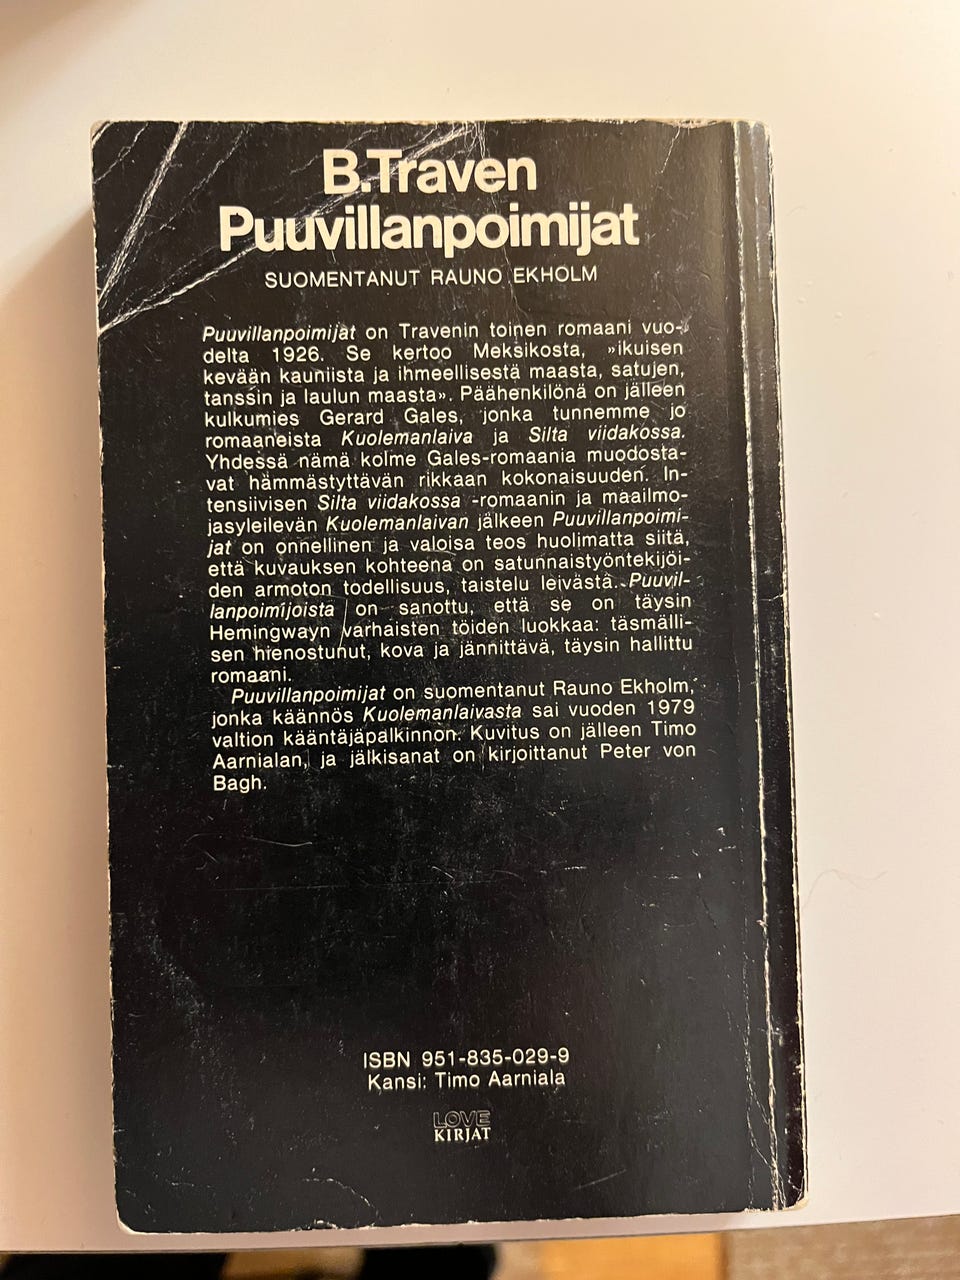 B.Traven
Puuvillanpoimijat
SUOMENTANUT RAUNO EKHOLM
Puuvillanpoimijat on Travenin toinen romaani vuo-
delta 1926. Se kertoo Meksikosta, »ikuisen
kevään kauniista ja ihmeellisestä maasta, satujen,
tanssin ja laulun maasta». Päähenkilönä on jälleen
kulkumies Gerard Gales, jonka tunnemme jo
romaaneista Kuolemanlaiva ja Silta viidakossa.
Yhdessä nämä kolme Gales-romaania muodosta-
vat hämmästyttävän rikkaan kokonaisuuden. In-
tensiivisen Silta viidakossa -romaanin ja maailmo-
jasyleilevän Kuolemanlaivan jälkeen Puuvillanpoimi-
jat on onnellinen ja valoisa teos huolimatta siitä,
että kuvauksen kohteena on satunnaistyöntekijöi-
den armoton todellisuus, taistelu leivästä. Puuvil-
lanpoimijoista on sanottu, että se on täysin
Hemingwayn varhaisten töiden luokkaa: täsmälli-
sen hienostunut, kova ja jännittävä, täysin hallittu
romaani.
Puuvillanpoimijat on suomentanut Rauno Ekholm,
jonka käännös Kuolemanlaivasta sai vuoden 1979
valtion kääntäjäpalkinnon. Kuvitus on jälleen Timo
Aarnialan, ja jälkisanat on kirjoittanut Peter von
Bagh.
ISBN 951-835-029-9
Kansi: Timo Aarniala
LOVE
KIRJAT